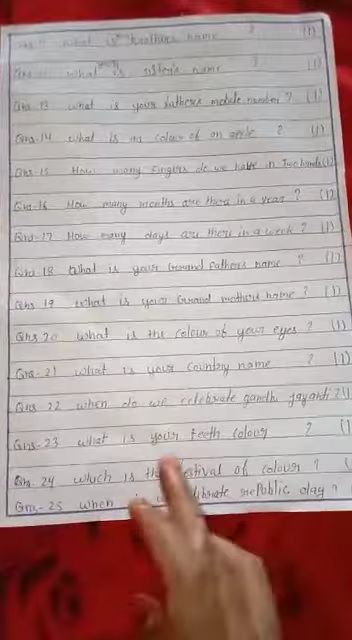 what is brothers name ? (1)
what is sister's name ? (1)
Qns-13 what is your fathers mobile number ? (1)
Qns-14 what is colour of an apple ? (1)
Qns-15 How many fingers do we have in Two hands (1)
Qns-16 How many months are there in a year ? (1)
Qns-17 How many days are there in a week ? (1)
Qns 18 what is your Grand fathers name ? (1)
Qns 19 what is your Grand mothers name ? (1)
Qns 20 what is the colour of your eyes ? (1)
Qns-21 what is your country name ? (1)
Qns 22 when do we celebrate gandhi jayanti ? (1
Qns-23 what is your teeth colour ? (1
Qns-24 which is the festival of colour ? (
Qns-25 when republic day ?